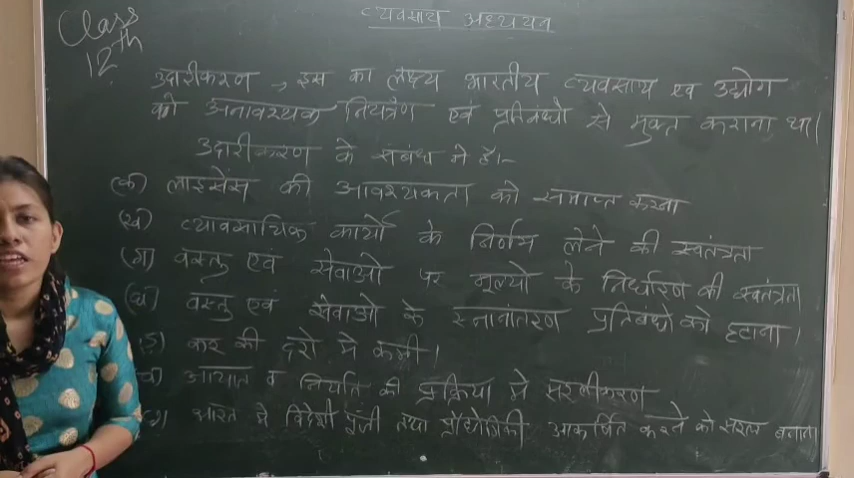 Class 12th
व्यवसाय अध्ययन
उदारीकरण → इस का लक्ष्य भारतीय व्यवसाय एवं उद्योग
को अनावश्यक नियंत्रण एवं प्रतिबंधो से मुक्त कराना था।
उदारीकरण के संबंध मे है।-
(क) लाइसेंस की आवश्यकता को समाप्त करना
(ख) व्यावसायिक कार्यो के निर्णय लेने की स्वतंत्रता
(ग) वस्तु एवं सेवाओ पर मूल्यो के निर्धारण की स्वतंत्रता
(घ) वस्तु एवं सेवाओ के स्नानांतरण प्रतिबंधो को हटाना।
(ड़) कर की दरो मे कमी।
(च) आयात व निर्यात की प्रक्रिया मे सरलीकरण
भारत मे विदेशी पूंजी तथा प्रौद्योगिकी आकर्षित करने को सरल बनाना